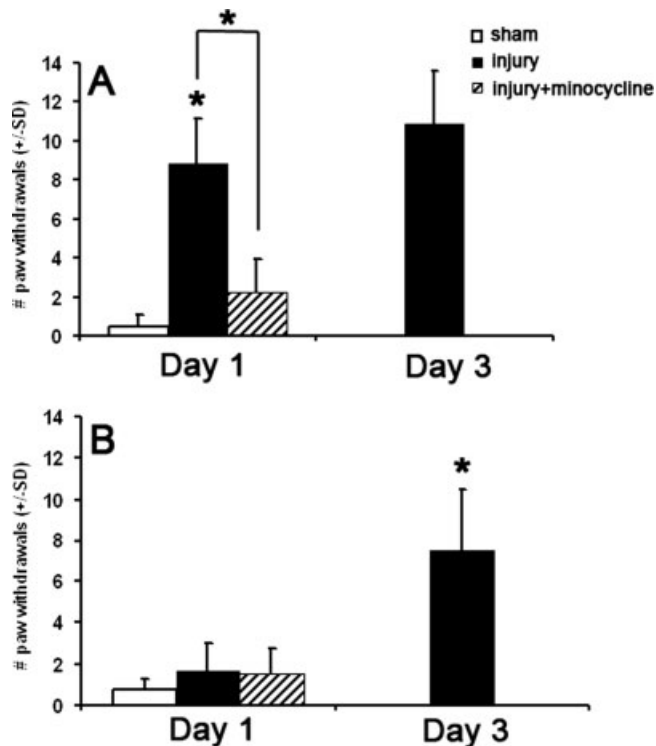 *
sham
injury
injury+minocycline
A
*
# paw withdrawals (+/-SD)
14
12
10
8
6
4
2
0
Day 1
Day 3
B
*
# paw withdrawals (+/-SD)
14
12
10
8
6
4
2
0
Day 1
Day 3